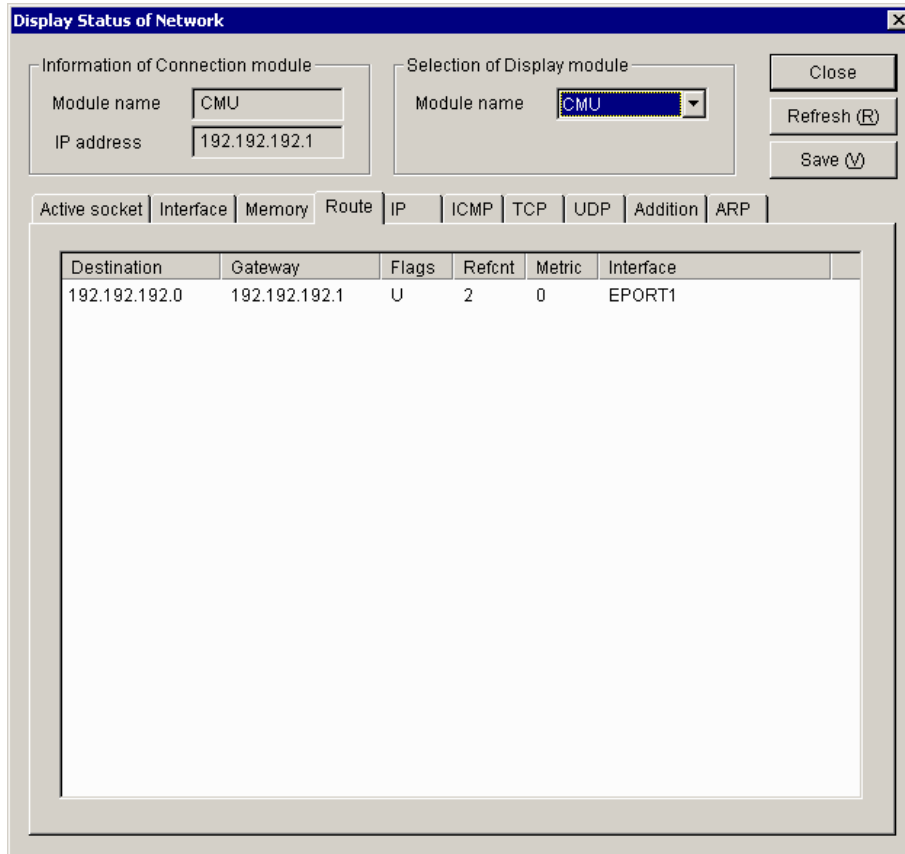 Display Status of Network
Information of Connection module
Module name CMU
IP address 192.192.192.1
Selection of Display module
Module name CMU
Close
Refresh (R)
Save (V)
Active socket Interface Memory Route IP ICMP TCP UDP Addition ARP
Destination Gateway Flags Refcnt Metric Interface
192.192.192.0 192.192.192.1 U 2 0 EPORT1